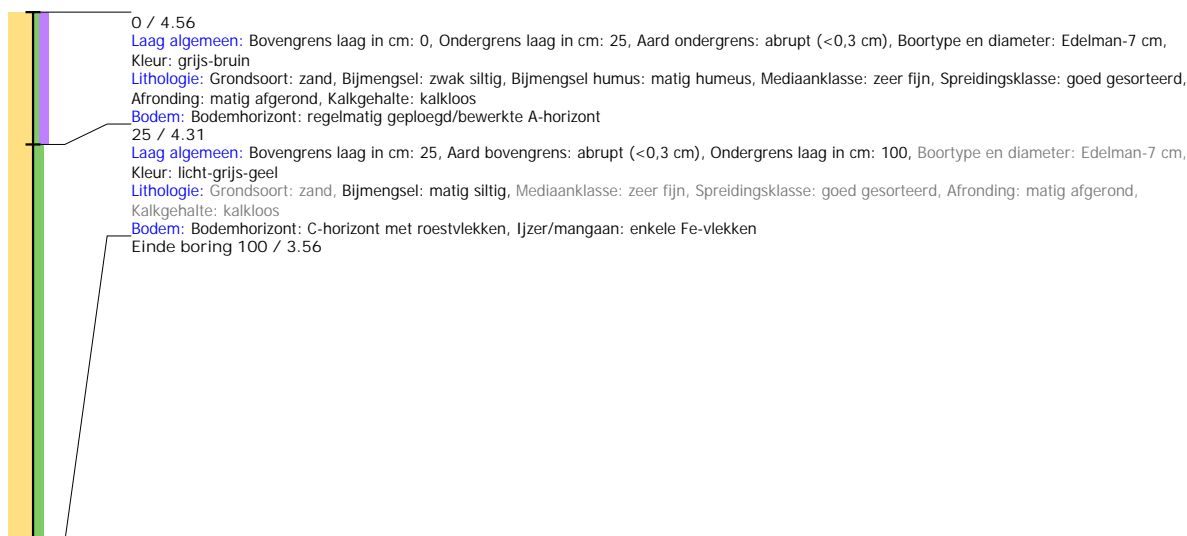 0 / 4.56
Laag algemeen: Bovengrens laag in cm: 0, Ondergrens laag in cm: 25, Aard ondergrens: abrupt (<0,3 cm), Boortype en diameter: Edelman-7 cm,
Kleur: grijs-bruin
Lithologie: Grondsoort: zand, Bijmengsel: zwak siltig, Bijmengsel humus: matig humeus, Mediaanklasse: zeer fijn, Spreidingsklasse: goed gesorteerd,
Afronding: matig afgerond, Kalkgehalte: kalkloos
Bodem: Bodemhorizont: regelmatig geploegd/bewerkte A-horizont
25 / 4.31
Laag algemeen: Bovengrens laag in cm: 25, Aard bovengrens: abrupt (<0,3 cm), Ondergrens laag in cm: 100, Boortype en diameter: Edelman-7 cm,
Kleur: licht-grijs-geel
Lithologie: Grondsoort: zand, Bijmengsel: matig siltig, Mediaanklasse: zeer fijn, Spreidingsklasse: goed gesorteerd, Afronding: matig afgerond,
Kalkgehalte: kalkloos
Bodem: Bodemhorizont: C-horizont met roestvlekken, Ijzer/mangaan: enkele Fe-vlekken
Einde boring 100 / 3.56